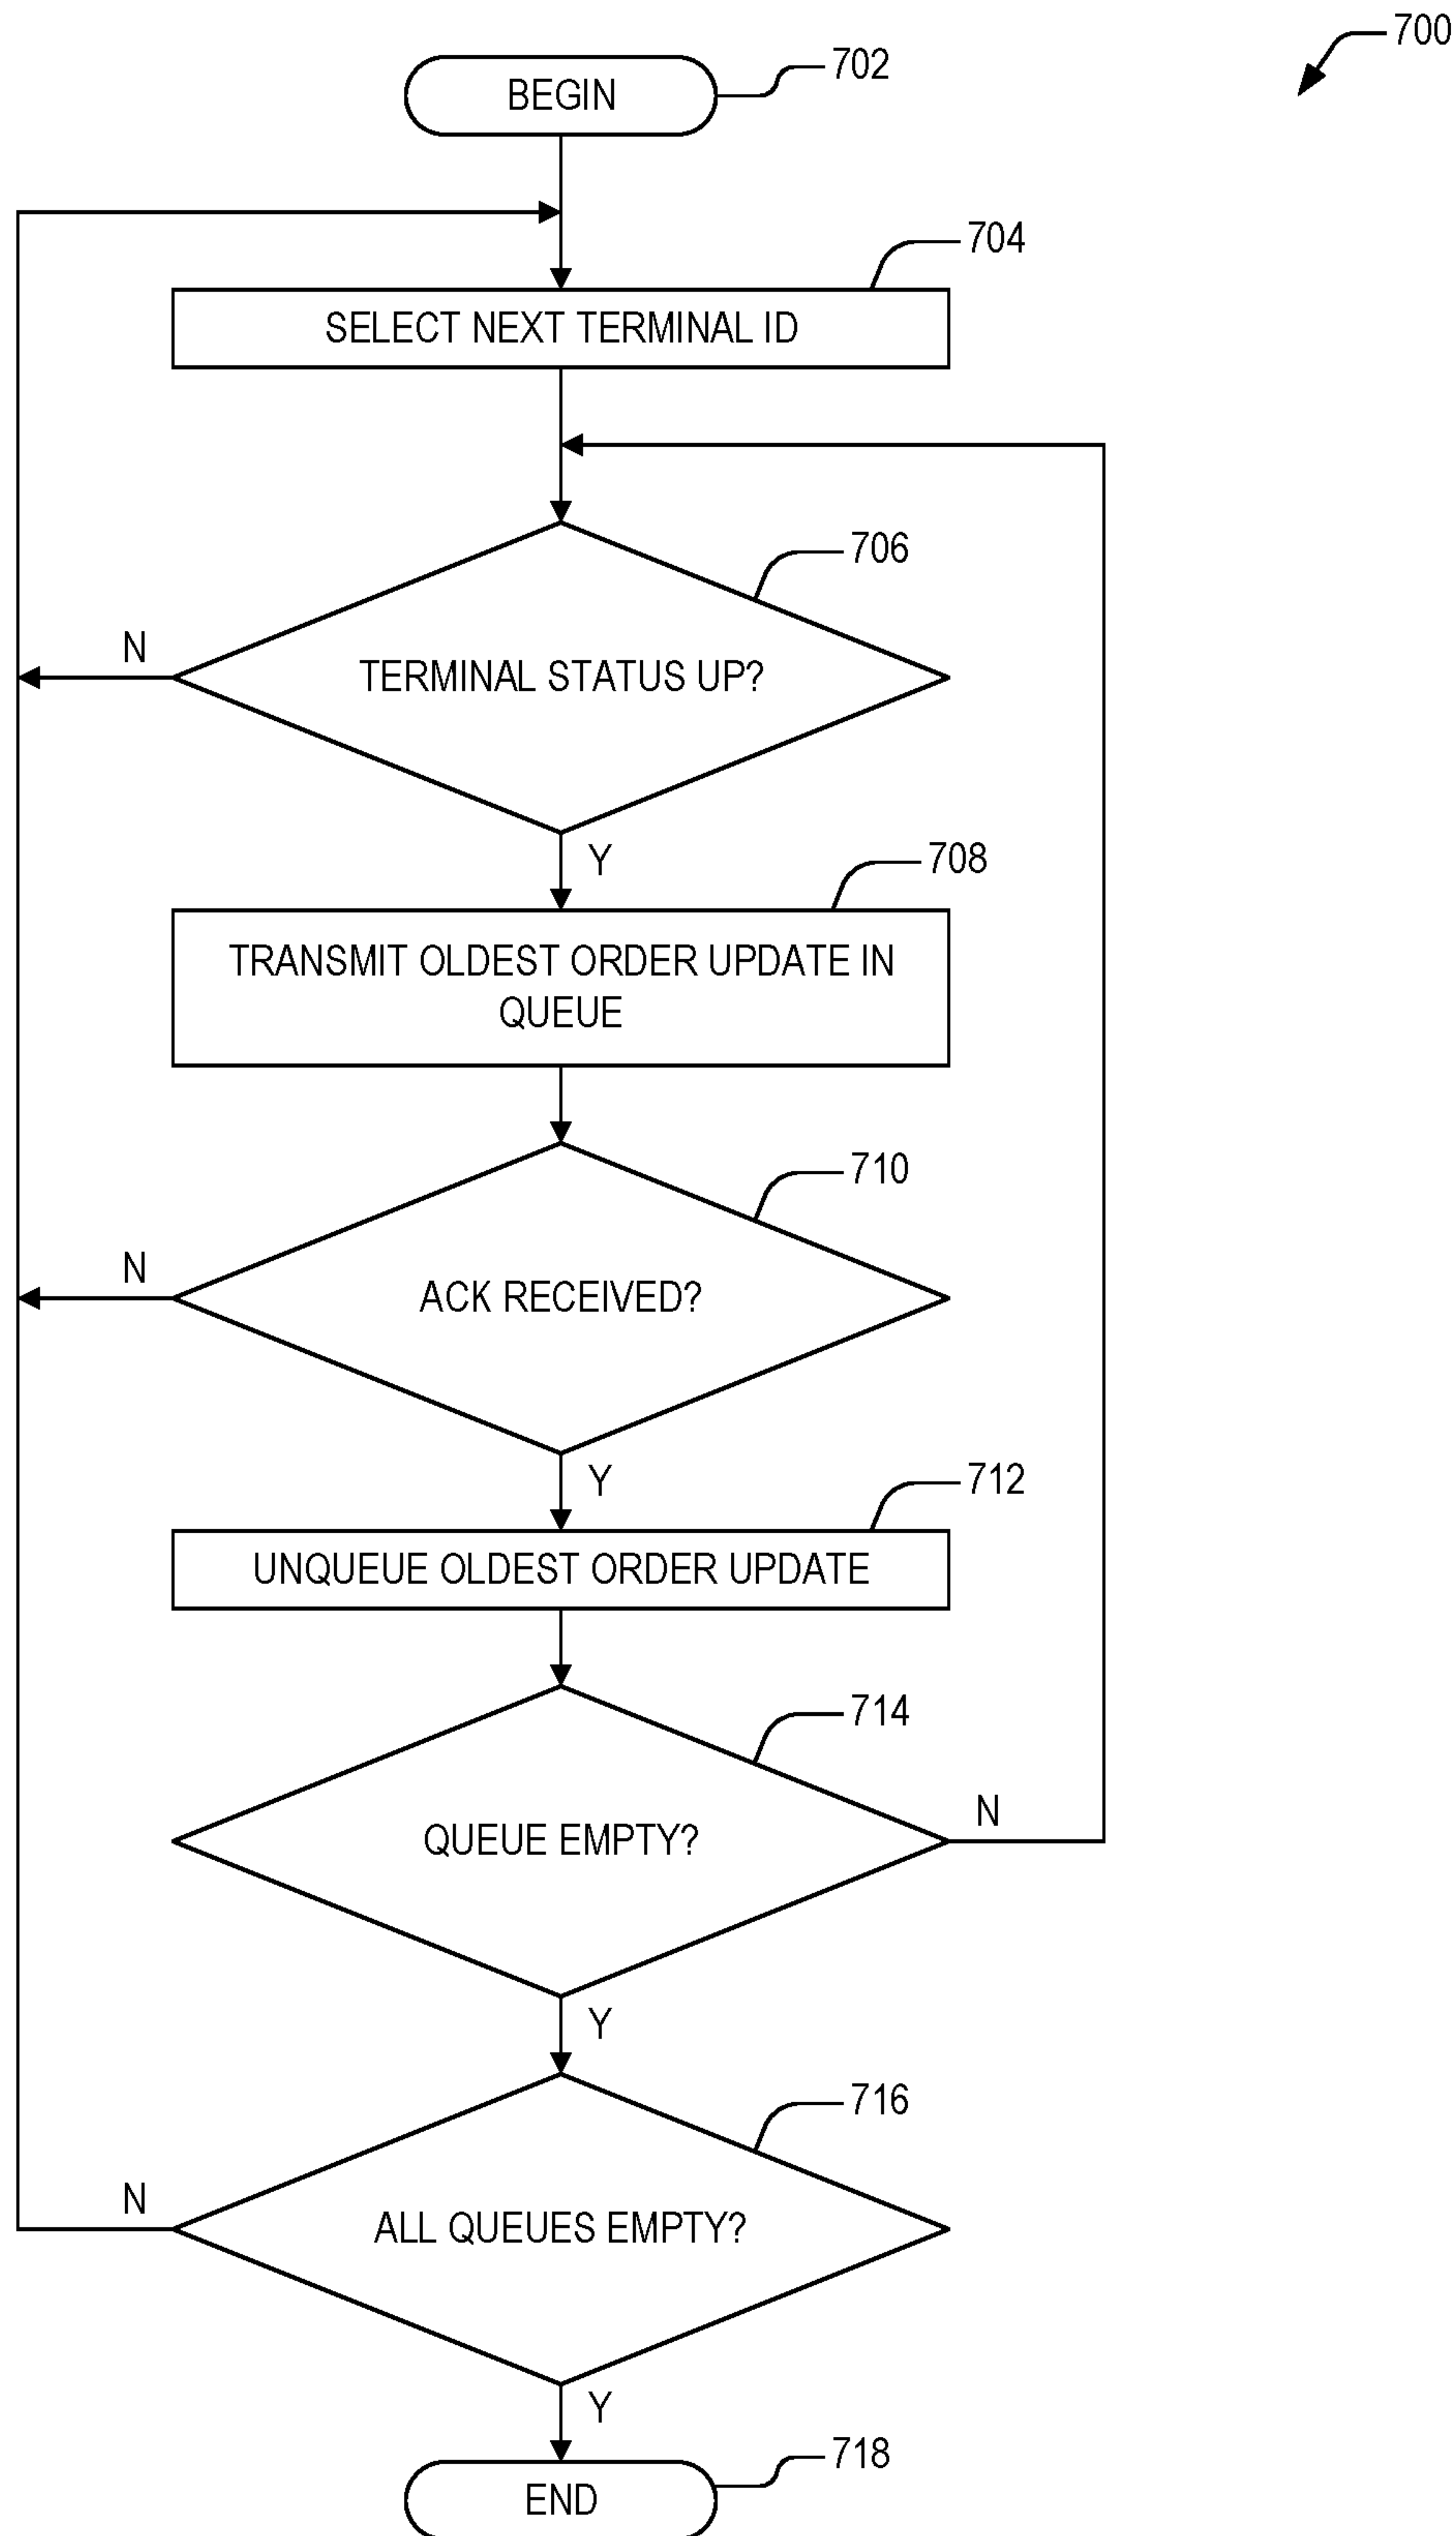 700
BEGIN
702
704
SELECT NEXT TERMINAL ID
706
N
TERMINAL STATUS UP?
Y
708
TRANSMIT OLDEST ORDER UPDATE IN
QUEUE
710
N
ACK RECEIVED?
Y
712
UNQUEUE OLDEST ORDER UPDATE
714
QUEUE EMPTY?
N
Y
716
N
ALL QUEUES EMPTY?
Y
718
END